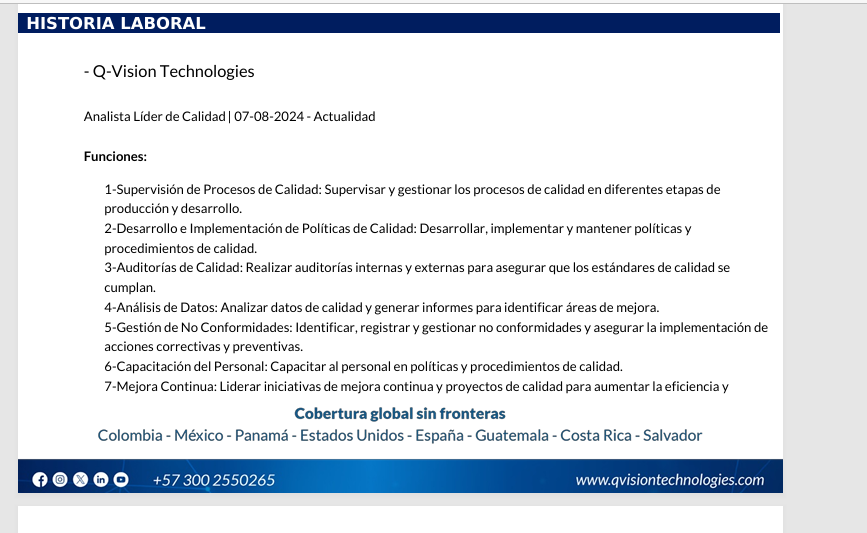 HISTORIA LABORAL
- Q-Vision Technologies
Analista Líder de Calidad | 07-08-2024 - Actualidad
Funciones:
1-Supervisión de Procesos de Calidad: Supervisar y gestionar los procesos de calidad en diferentes etapas de
producción y desarrollo.
2-Desarrollo e Implementación de Políticas de Calidad: Desarrollar, implementar y mantener políticas y
procedimientos de calidad.
3-Auditorías de Calidad: Realizar auditorías internas y externas para asegurar que los estándares de calidad se
cumplan.
4-Análisis de Datos: Analizar datos de calidad y generar informes para identificar áreas de mejora.
5-Gestión de No Conformidades: Identificar, registrar y gestionar no conformidades y asegurar la implementación de
acciones correctivas y preventivas.
6-Capacitación del Personal: Capacitar al personal en políticas y procedimientos de calidad.
7-Mejora Continua: Liderar iniciativas de mejora continua y proyectos de calidad para aumentar la eficiencia y
Cobertura global sin fronteras
Colombia - México - Panamá - Estados Unidos - España - Guatemala - Costa Rica - Salvador
+57 300 2550265
www.qvisiontechnologies.com